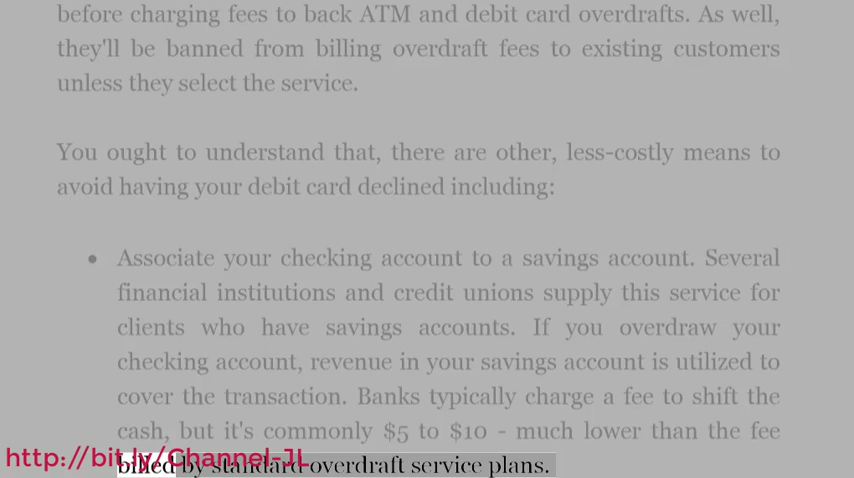 before charging fees to back ATM and debit card overdrafts. As well,
they'll be banned from billing overdraft fees to existing customers
unless they select the service.
You ought to understand that, there are other, less-costly means to
avoid having your debit card declined including:
• Associate your checking account to a savings account. Several
financial institutions and credit unions supply this service for
clients who have savings accounts. If you overdraw your
checking account, revenue in your savings account is utilized to
cover the transaction. Banks typically charge a fee to shift the
cash, but it's commonly $5 to $10 - much lower than the fee
billed by standard overdraft service plans.
http://bit.ly/Channel-JL